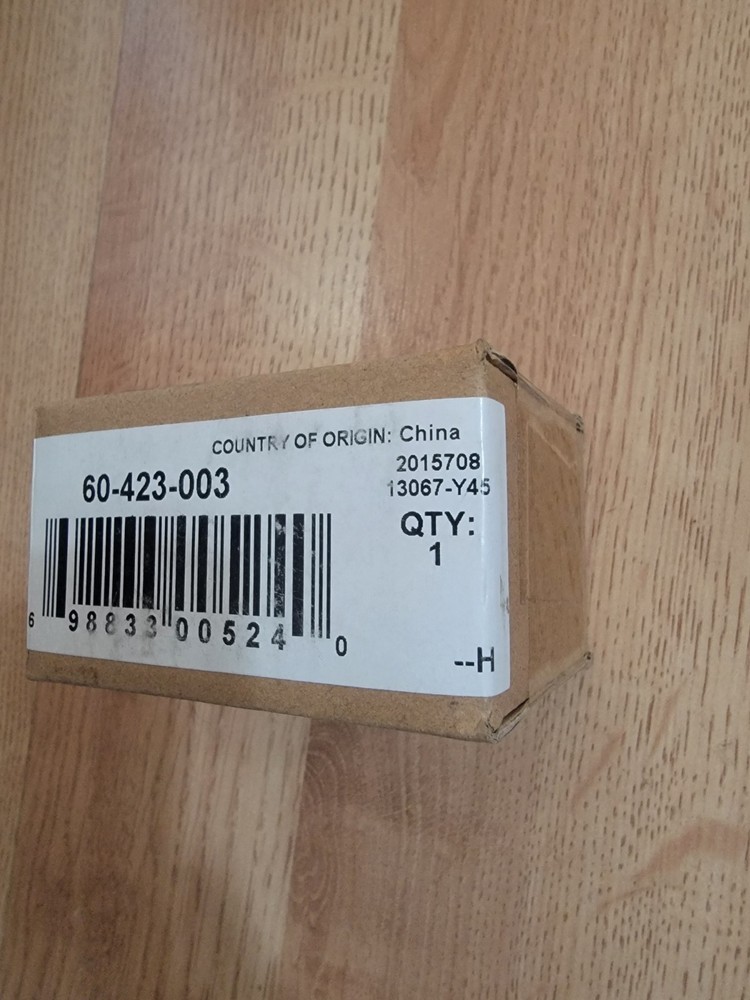 COUNTRY OF ORIGIN: China
60-423-003
2015708
13067-Y45
QTY:
1
6 98833 00524 0
--H